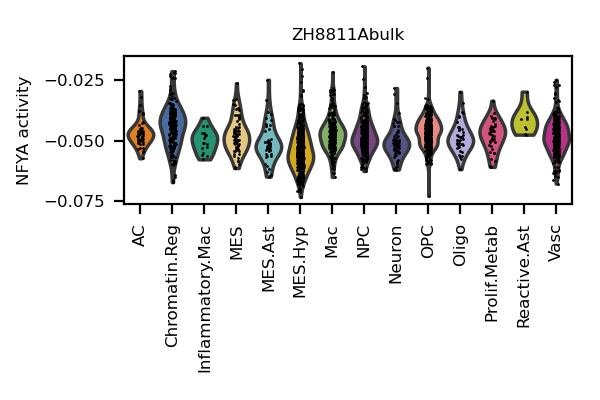 ZH8811Abulk
NFYA activity
−0.025
−0.050
−0.075
AC
Chromatin.Reg
Inflammatory.Mac
MES
MES.Ast
MES.Hyp
Mac
NPC
Neuron
OPC
Oligo
Prolif.Metab
Reactive.Ast
Vasc